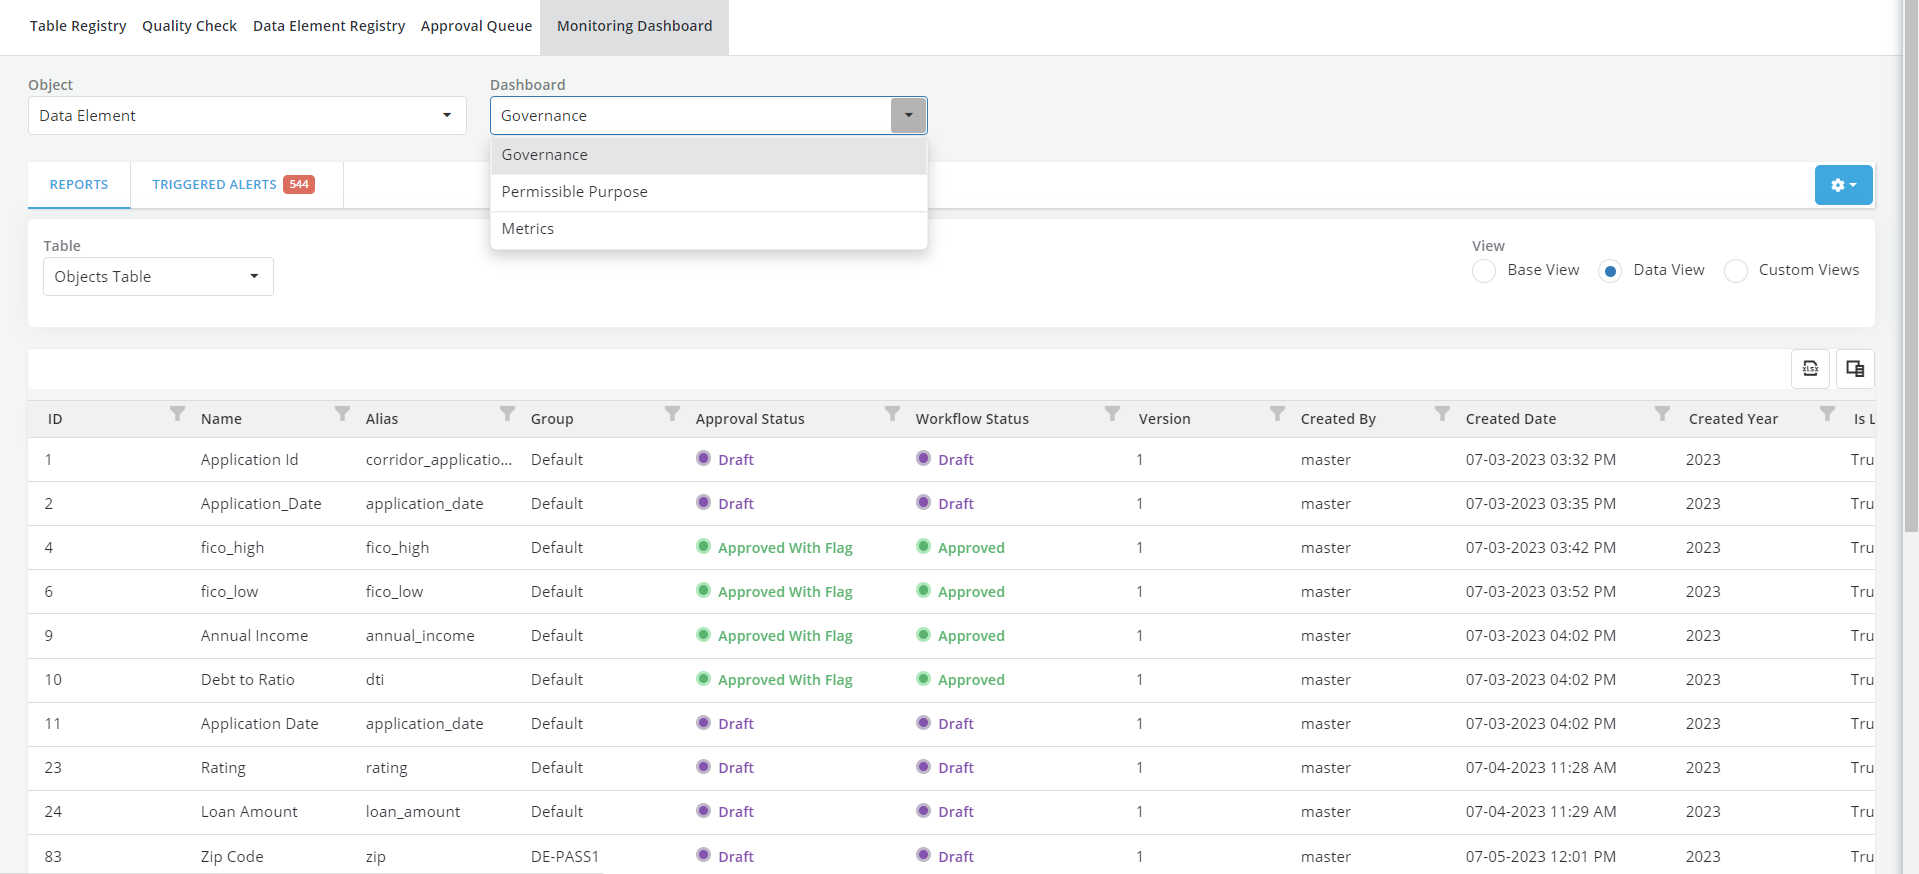 Table Registry Quality Check Data Element Registry Approval Queue Monitoring Dashboard
Object Dashboard
Data Element Governance
Governance
Permissible Purpose
Metrics
REPORTS TRIGGERED ALERTS 544
Table View
Objects Table Base View Data View Custom Views
xlsx
ID Name Alias Group Approval Status Workflow Status Version Created By Created Date Created Year Is L
1 Application Id corridor_applicatio... Default Draft Draft 1 master 07-03-2023 03:32 PM 2023 Tru
2 Application_Date application_date Default Draft Draft 1 master 07-03-2023 03:35 PM 2023 Tru
4 fico_high fico_high Default Approved With Flag Approved 1 master 07-03-2023 03:42 PM 2023 Tru
6 fico_low fico_low Default Approved With Flag Approved 1 master 07-03-2023 03:52 PM 2023 Tru
9 Annual Income annual_income Default Approved With Flag Approved 1 master 07-03-2023 04:02 PM 2023 Tru
10 Debt to Ratio dti Default Approved With Flag Approved 1 master 07-03-2023 04:02 PM 2023 Tru
11 Application Date application_date Default Draft Draft 1 master 07-03-2023 04:02 PM 2023 Tru
23 Rating rating Default Draft Draft 1 master 07-04-2023 11:28 AM 2023 Tru
24 Loan Amount loan_amount Default Draft Draft 1 master 07-04-2023 11:29 AM 2023 Tru
83 Zip Code zip DE-PASS1 Draft Draft 1 master 07-05-2023 12:01 PM 2023 Tru